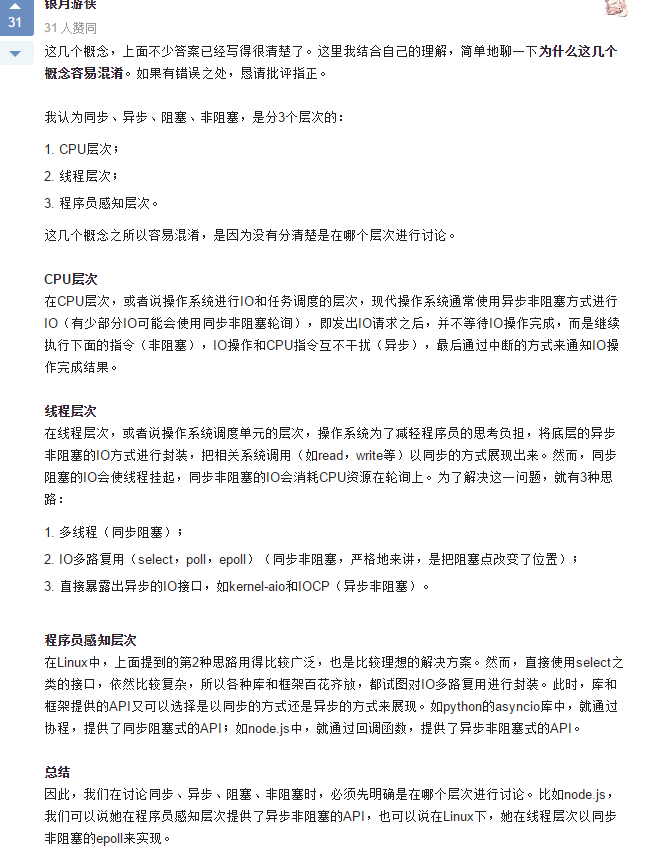 银月游侠
31
31 人赞同
这几个概念，上面不少答案已经写得很清楚了。这里我结合自己的理解，简单地聊一下为什么这几个
概念容易混淆。如果有错误之处，恳请批评指正。
我认为同步、异步、阻塞、非阻塞，是分3个层次的：
1. CPU层次；
2. 线程层次；
3. 程序员感知层次。
这几个概念之所以容易混淆，是因为没有分清楚是在哪个层次进行讨论。
CPU层次
在CPU层次，或者说操作系统进行IO和任务调度的层次，现代操作系统通常使用异步非阻塞方式进行
IO（有少部分IO可能会使用同步非阻塞轮询），即发出IO请求之后，并不等待IO操作完成，而是继续
执行下面的指令（非阻塞），IO操作和CPU指令互不干扰（异步），最后通过中断的方式来通知IO操
作完成结果。
线程层次
在线程层次，或者说操作系统调度单元的层次，操作系统为了减轻程序员的思考负担，将底层的异步
非阻塞的IO方式进行封装，把相关系统调用（如read，write等）以同步的方式展现出来。然而，同步
阻塞的IO会使线程挂起，同步非阻塞的IO会消耗CPU资源在轮询上。为了解决这一问题，就有3种思
路：
1. 多线程（同步阻塞）；
2. IO多路复用（select，poll，epoll）（同步非阻塞，严格地来讲，是把阻塞点改变了位置）；
3. 直接暴露出异步的IO接口，如kernel-aio和IOCP（异步非阻塞）。
程序员感知层次
在Linux中，上面提到的第2种思路用得比较广泛，也是比较理想的解决方案。然而，直接使用select之
类的接口，依然比较复杂，所以各种库和框架百花齐放，都试图对IO多路复用进行封装。此时，库和
框架提供的API又可以选择是以同步的方式还是异步的方式来展现。如python的asyncio库中，就通过
协程，提供了同步阻塞式的API；如node.js中，就通过回调函数，提供了异步非阻塞式的API。
总结
因此，我们在讨论同步、异步、阻塞、非阻塞时，必须先明确是在哪个层次进行讨论。比如node.js，
我们可以说她在程序员感知层次提供了异步非阻塞的API，也可以说在Linux下，她在线程层次以同步
非阻塞的epoll来实现。